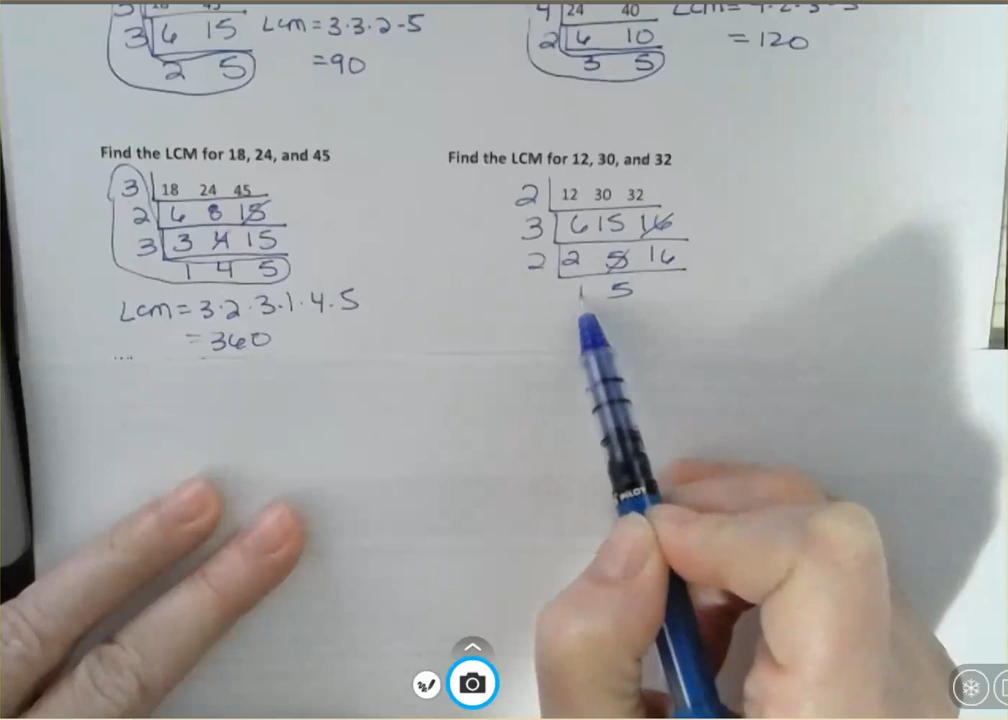 3 | 6 15 Lcm = 3·3·2·5
2 5 = 90
24 40
2 | 6 10 = 120
3 5
Find the LCM for 18, 24, and 45
3 | 18 24 45
2 | 6 8 15
3 | 3 4 15
1 4 5
Lcm = 3·2·3·1·4·5
= 360
Find the LCM for 12, 30, and 32
2 | 12 30 32
3 | 6 15 16
2 | 2 5 16
1 5
PILOT